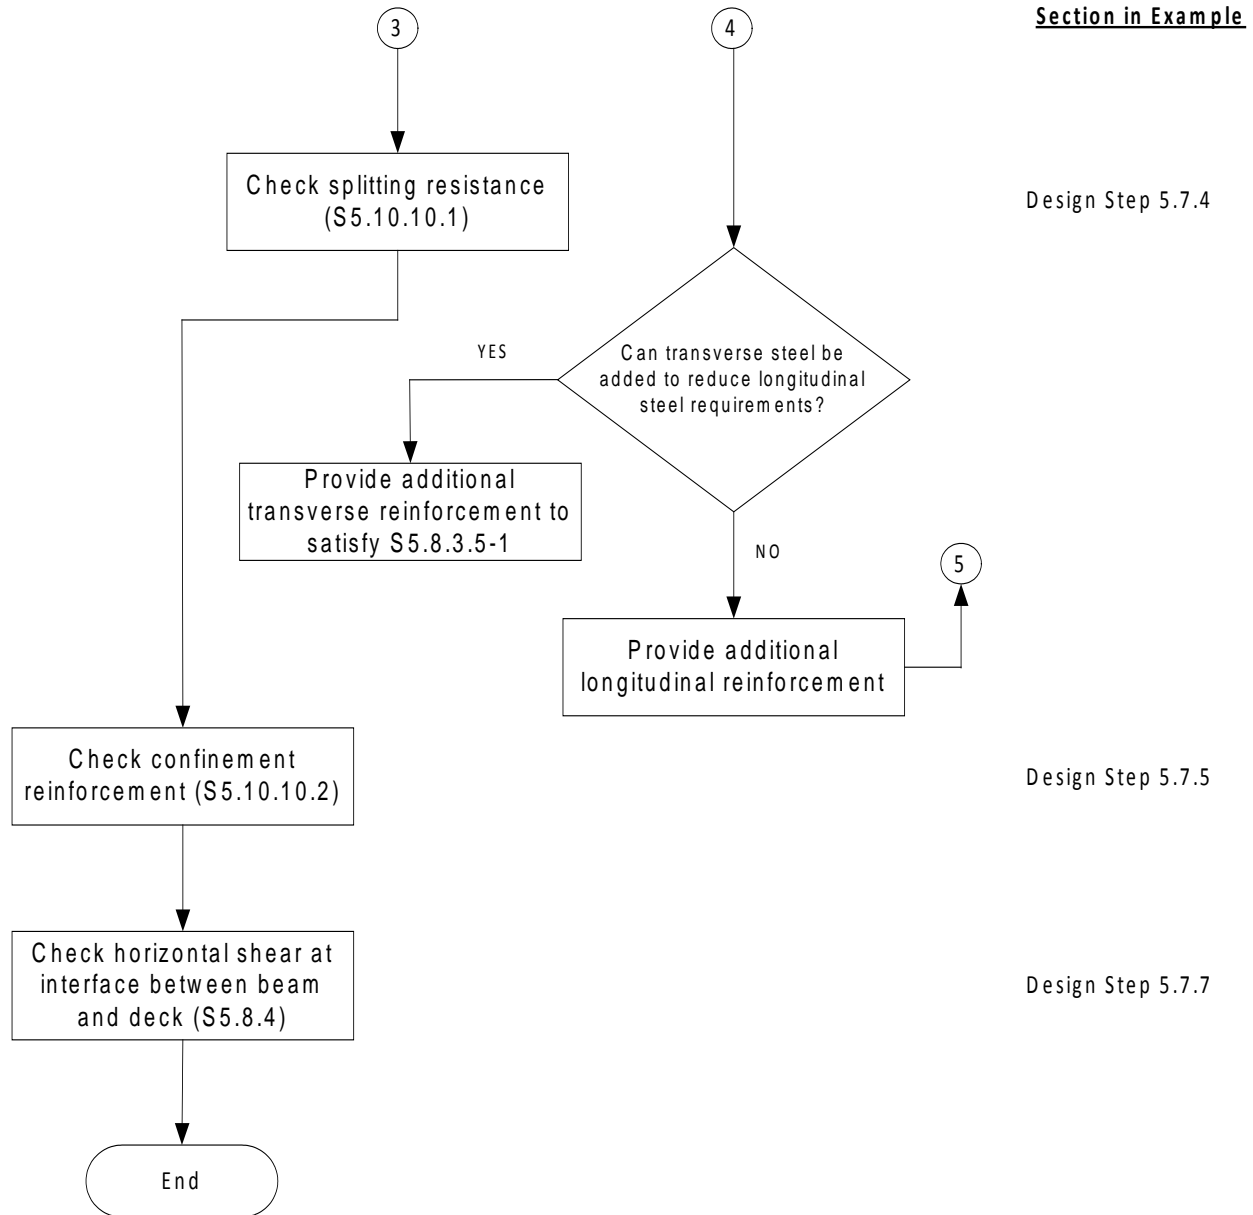 3
4
Section in Example
Check splitting resistance
(S5.10.10.1)
Design Step 5.7.4
YES
Can transverse steel be
added to reduce longitudinal
steel requirements?
Provide additional
transverse reinforcement to
satisfy S5.8.3.5-1
NO
5
Provide additional
longitudinal reinforcement
Check confinement
reinforcement (S5.10.10.2)
Design Step 5.7.5
Check horizontal shear at
interface between beam
and deck (S5.8.4)
Design Step 5.7.7
End